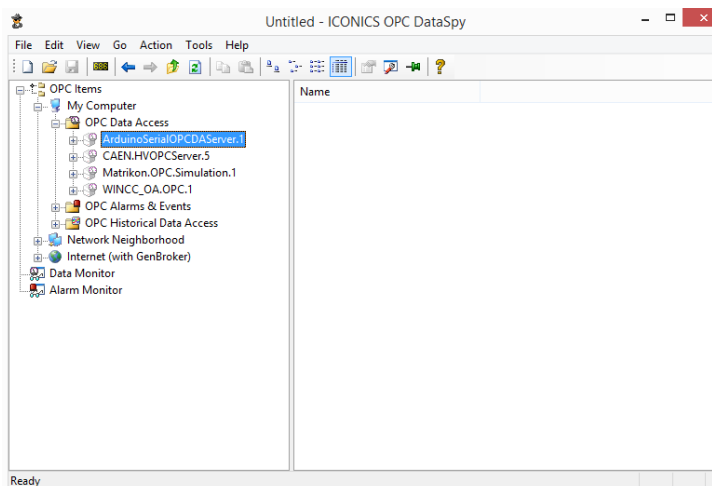 Untitled - ICONICS OPC DataSpy
File Edit View Go Action Tools Help
OPC Items
Name
My Computer
OPC Data Access
ArduinoSerialOPCDAServer.1
CAEN.HVOPCServer.5
Matrikon.OPC.Simulation.1
WINCC_OA.OPC.1
OPC Alarms & Events
OPC Historical Data Access
Network Neighborhood
Internet (with GenBroker)
Data Monitor
Alarm Monitor
Ready